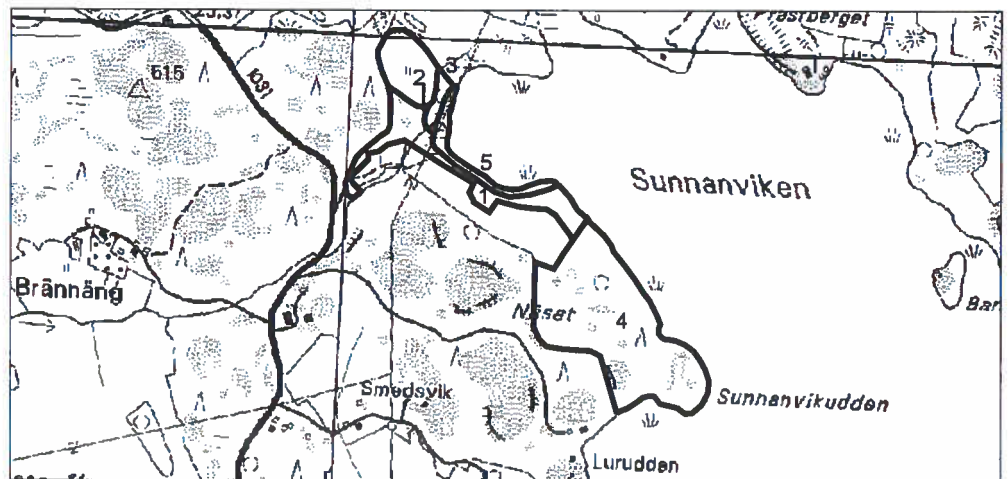 Prästberget
515
1031
2
3
5
1
Sunnanviken
Brännäng
Näset
4
Smedsvik
Sunnanvikudden
Lurudden